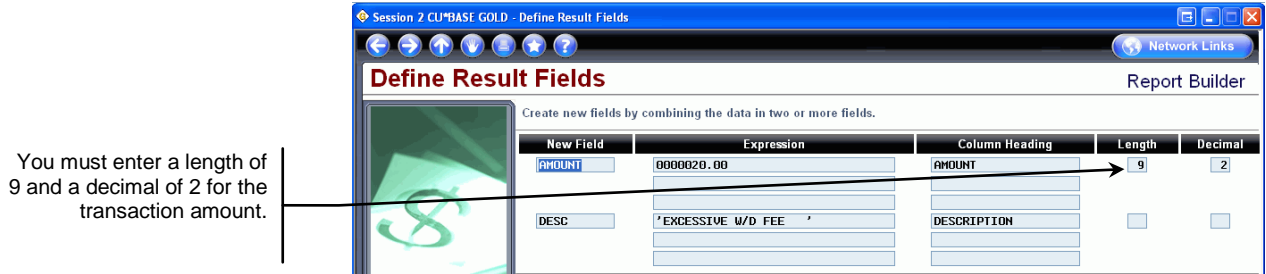 Session 2 CU*BASE GOLD - Define Result Fields
Network Links
Define Result Fields
Report Builder
Create new fields by combining the data in two or more fields.
New Field Expression Column Heading Length Decimal
AMOUNT 0000020.00 AMOUNT 9 2
DESC 'EXCESSIVE W/D FEE   ' DESCRIPTION
You must enter a length of
9 and a decimal of 2 for the
transaction amount.